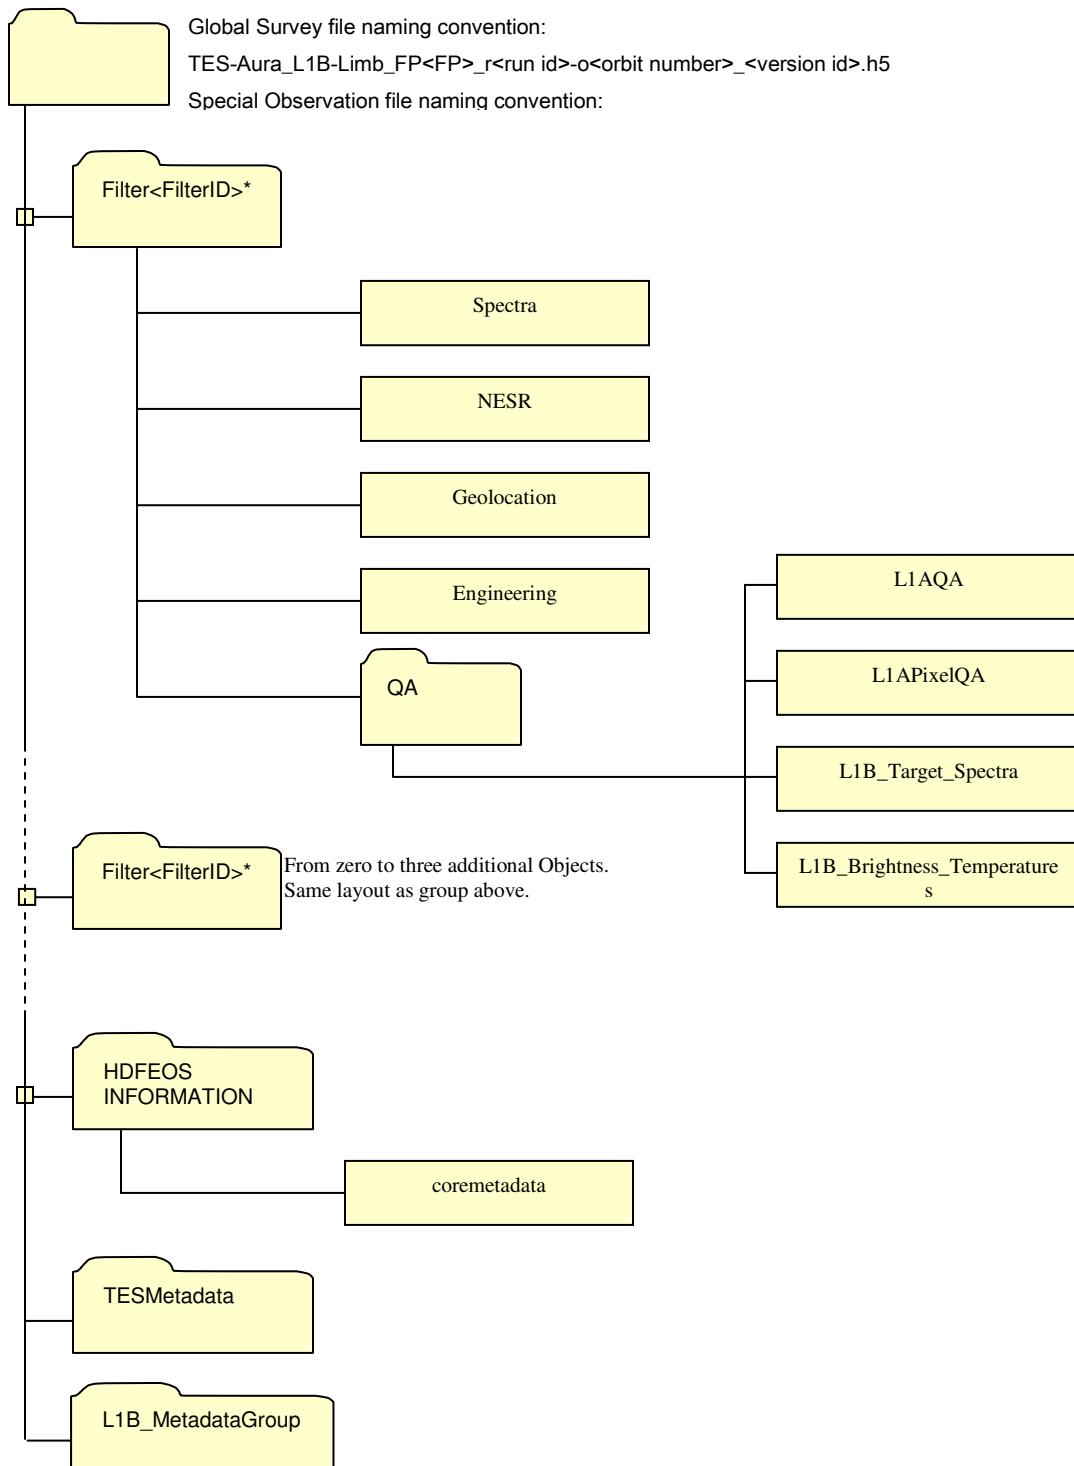 Global Survey file naming convention:
TES-Aura_L1B-Limb_FP<FP>_r<run id>-o<orbit number>_<version id>.h5
Special Observation file naming convention:
Filter<FilterID>*
Spectra
NESR
Geolocation
Engineering
QA
L1AQA
L1APixelQA
L1B_Target_Spectra
L1B_Brightness_Temperature
s
Filter<FilterID>*
From zero to three additional Objects.
Same layout as group above.
HDFEOS
INFORMATION
coremetadata
TESMetadata
L1B_MetadataGroup